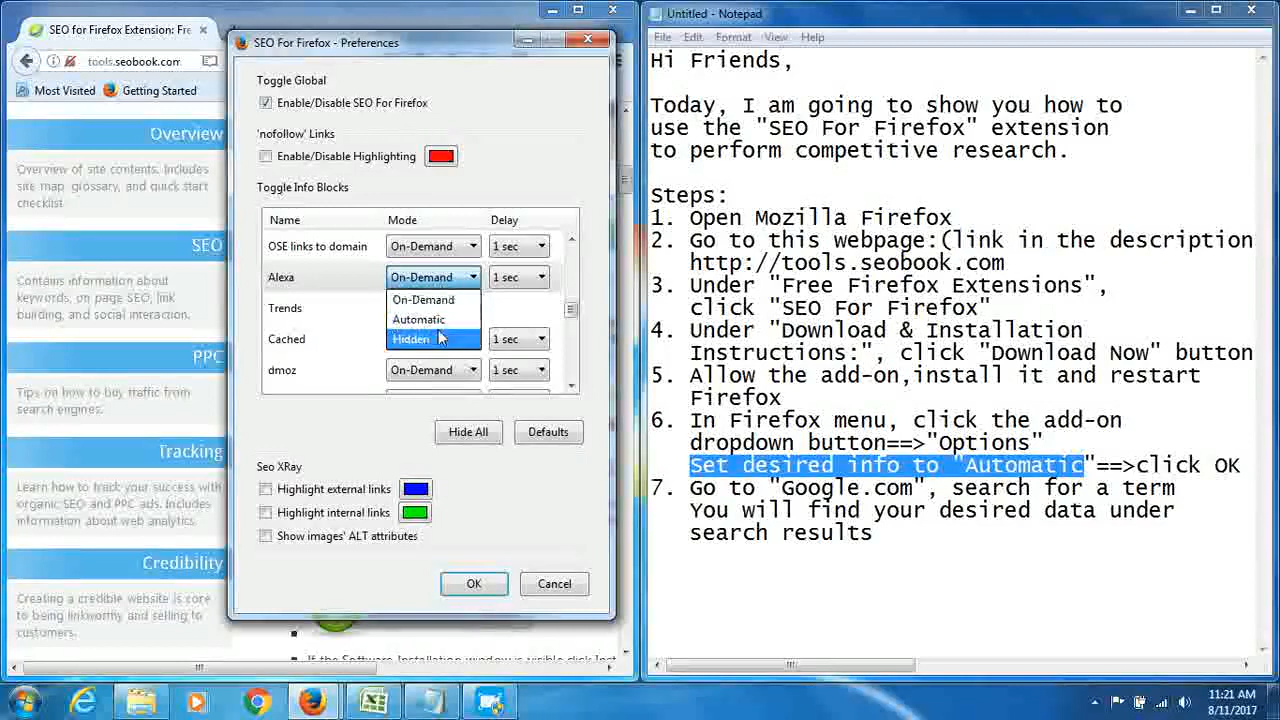 SEO for Firefox Extension: Fre
tools.seobook.com
Most Visited
Getting Started
Overview
Overview of site contents. Includes
site map, glossary, and quick start
checklist.
SEO
Contains information about
keywords, on page SEO, link
building, and social interaction.
PPC
Tips on how to buy traffic from
search engines.
Tracking
Learn how to track your success with
organic SEO and PPC ads. Includes
information about web analytics.
Credibility
Creating a credible website is core
to being linkworthy and selling to
customers.
SEO For Firefox - Preferences
Toggle Global
Enable/Disable SEO For Firefox
'nofollow' Links
Enable/Disable Highlighting
Toggle Info Blocks
Name Mode Delay
OSE links to domain On-Demand 1 sec
Alexa On-Demand 1 sec
On-Demand
Trends
Automatic
Cached Hidden 1 sec
dmoz On-Demand 1 sec
Hide All Defaults
Seo XRay
Highlight external links
Highlight internal links
Show images' ALT attributes
OK Cancel
If the Software Installation window is visible click Inst
Untitled - Notepad
File Edit Format View Help
Hi Friends,
Today, I am going to show you how to
use the "SEO For Firefox" extension
to perform competitive research.
Steps:
1. Open Mozilla Firefox
2. Go to this webpage:(link in the description
http://tools.seobook.com
3. Under "Free Firefox Extensions",
click "SEO For Firefox"
4. Under "Download & Installation
Instructions:", click "Download Now" button
5. Allow the add-on,install it and restart
Firefox
6. In Firefox menu, click the add-on
dropdown button==>"Options"
Set desired info to "Automatic"==>click OK
7. Go to "Google.com", search for a term
You will find your desired data under
search results
11:21 AM
8/11/2017